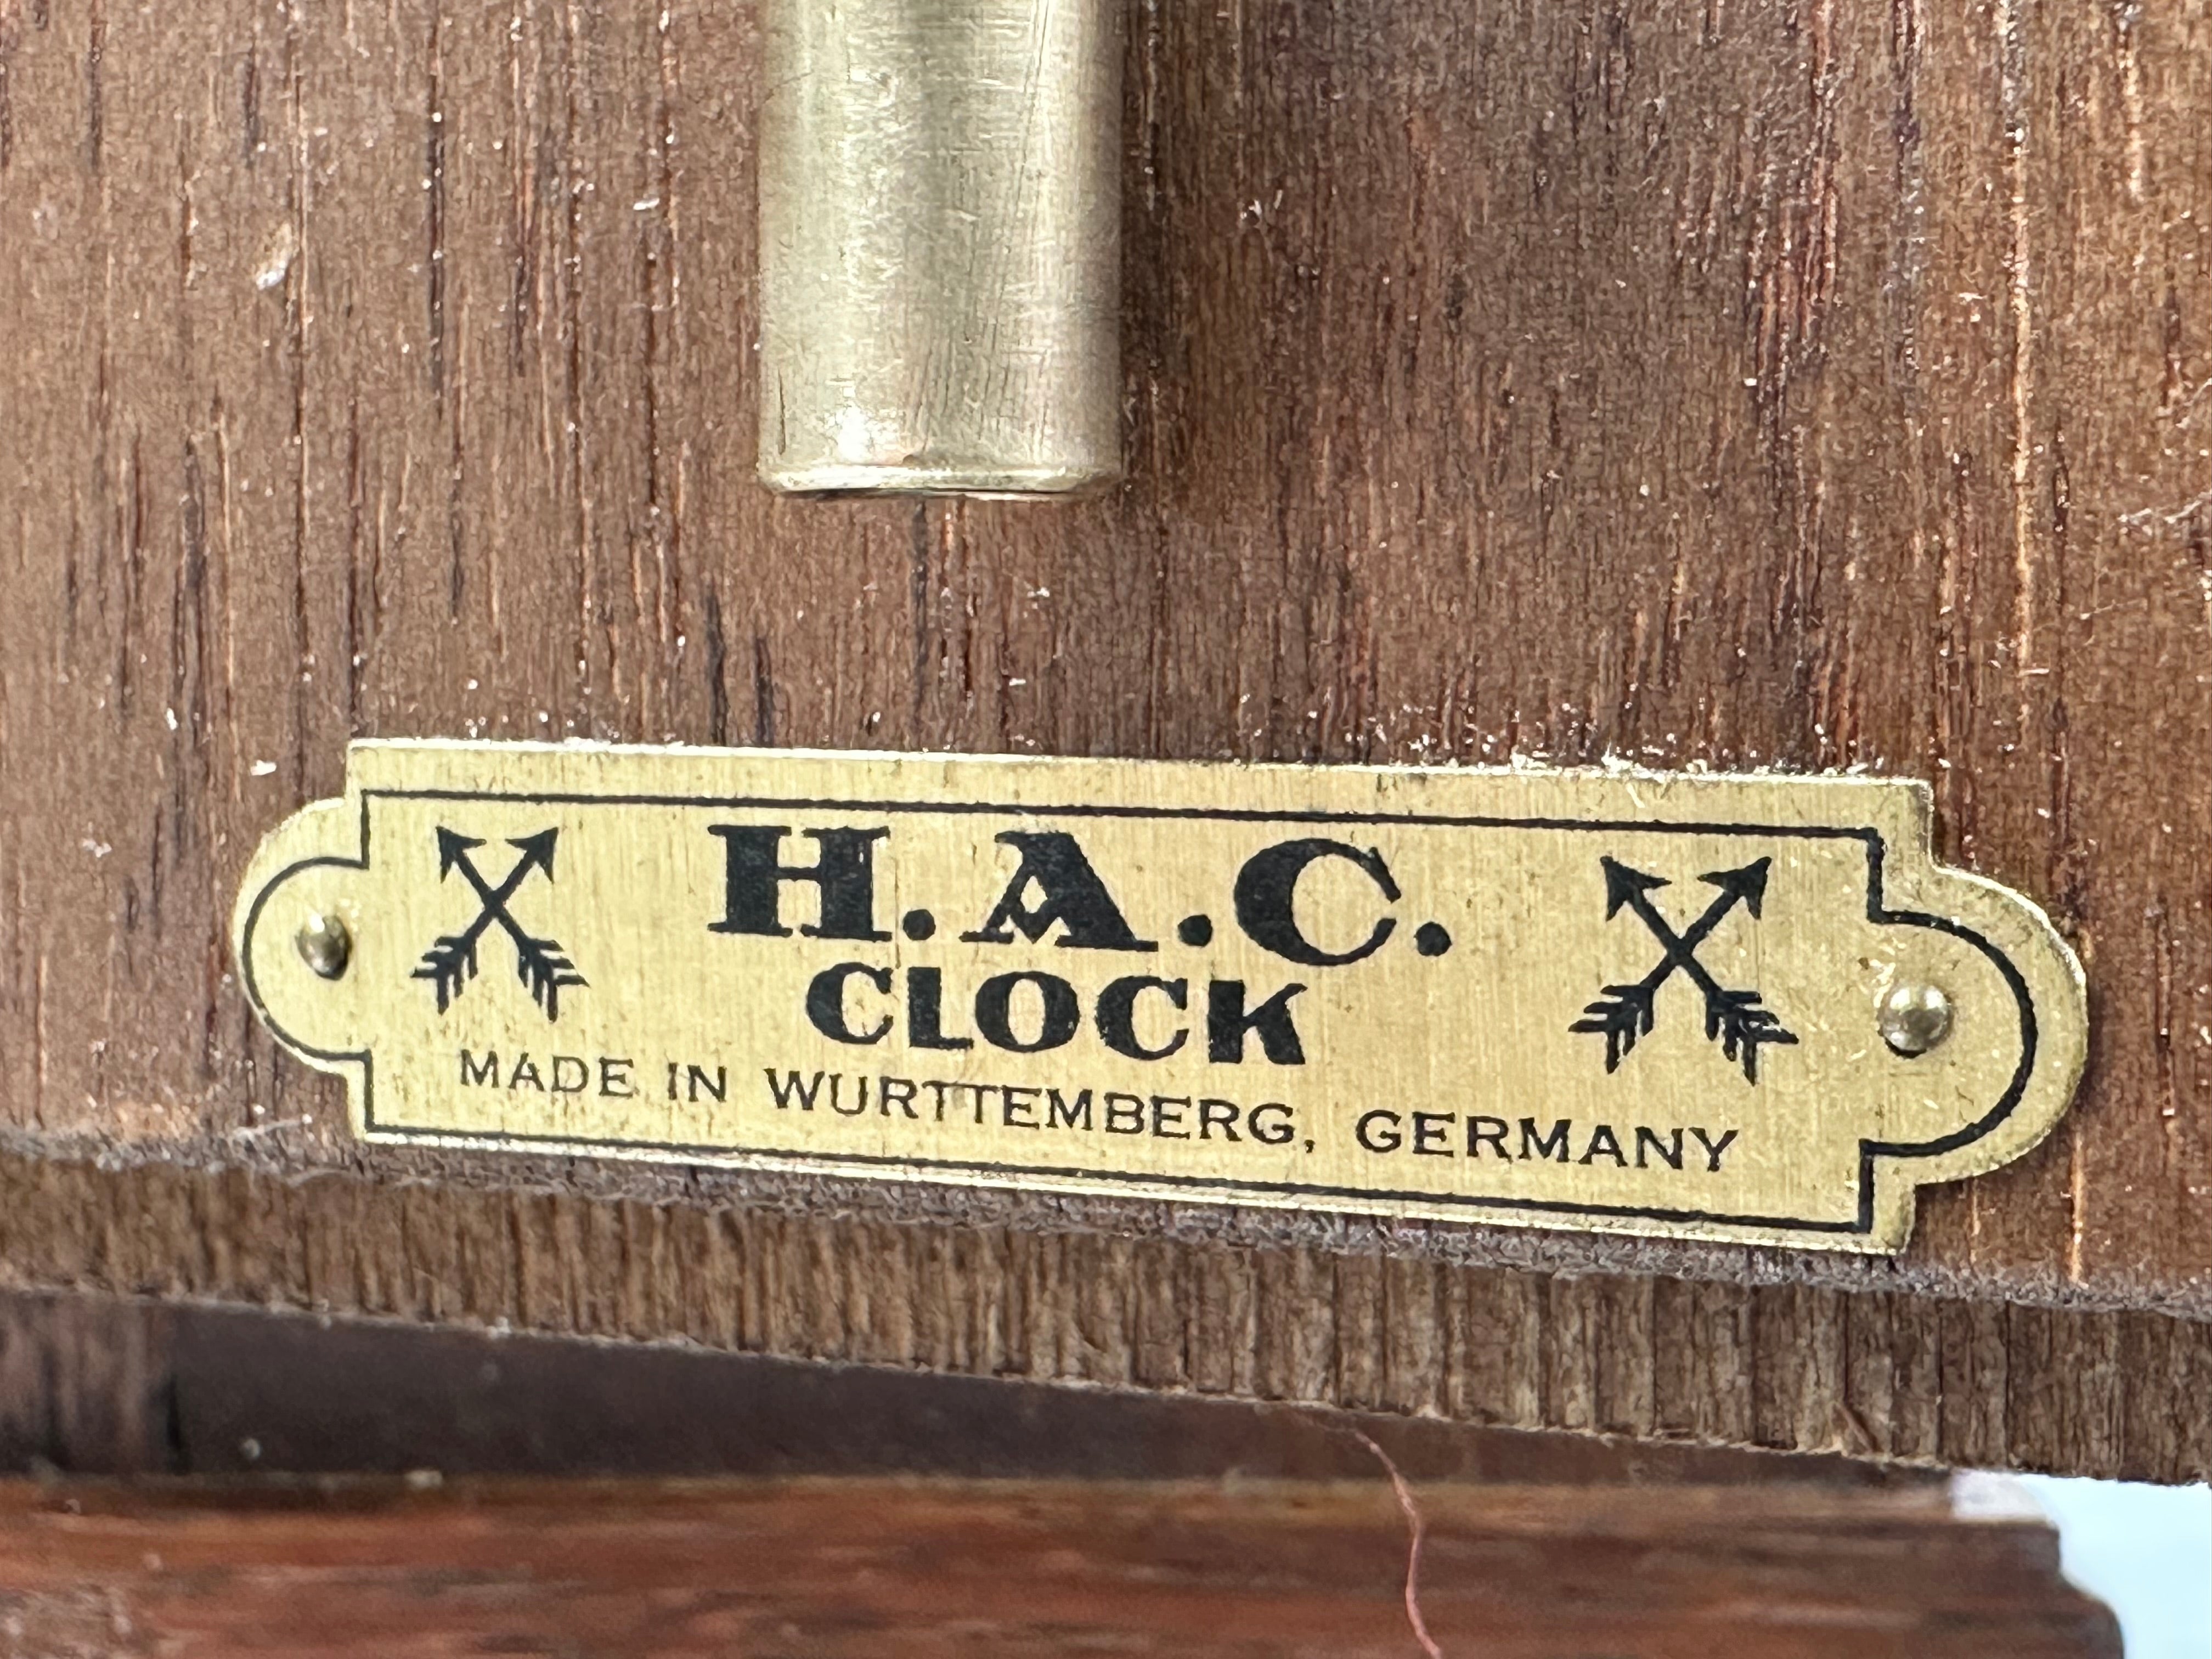 H.A.C.
CLOCK
MADE IN WURTTEMBERG, GERMANY